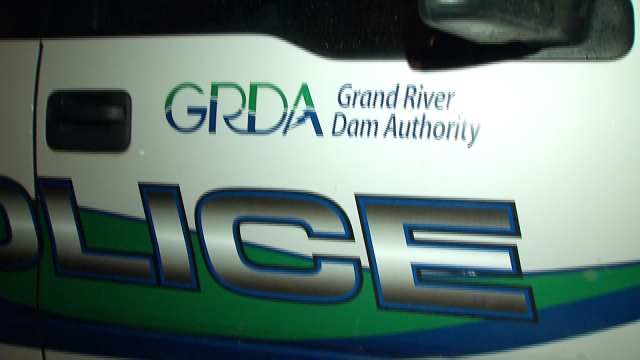 GRDA Grand River
Dam Authority
OLICE